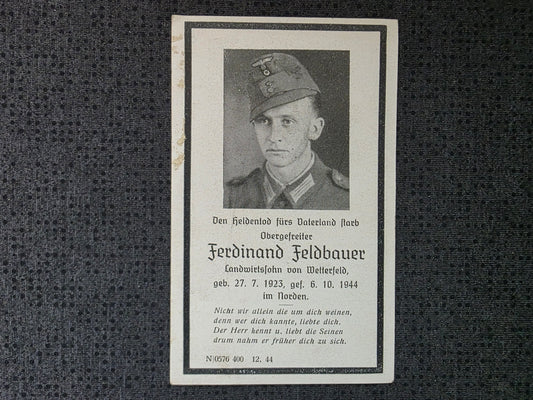 Den Heldentod fürs Vaterland starb
Obergefreiter
Ferdinand Feldbauer
Landwirtssohn von Wetterfeld,
geb. 27. 7. 1923, gef. 6. 10. 1944
im Norden.
Nicht wir allein die um dich weinen,
denn wer dich kannte, liebte dich.
Der Herr kennt u. liebt die Seinen
drum nahm er früher dich zu sich.
N/0576 400 12. 44